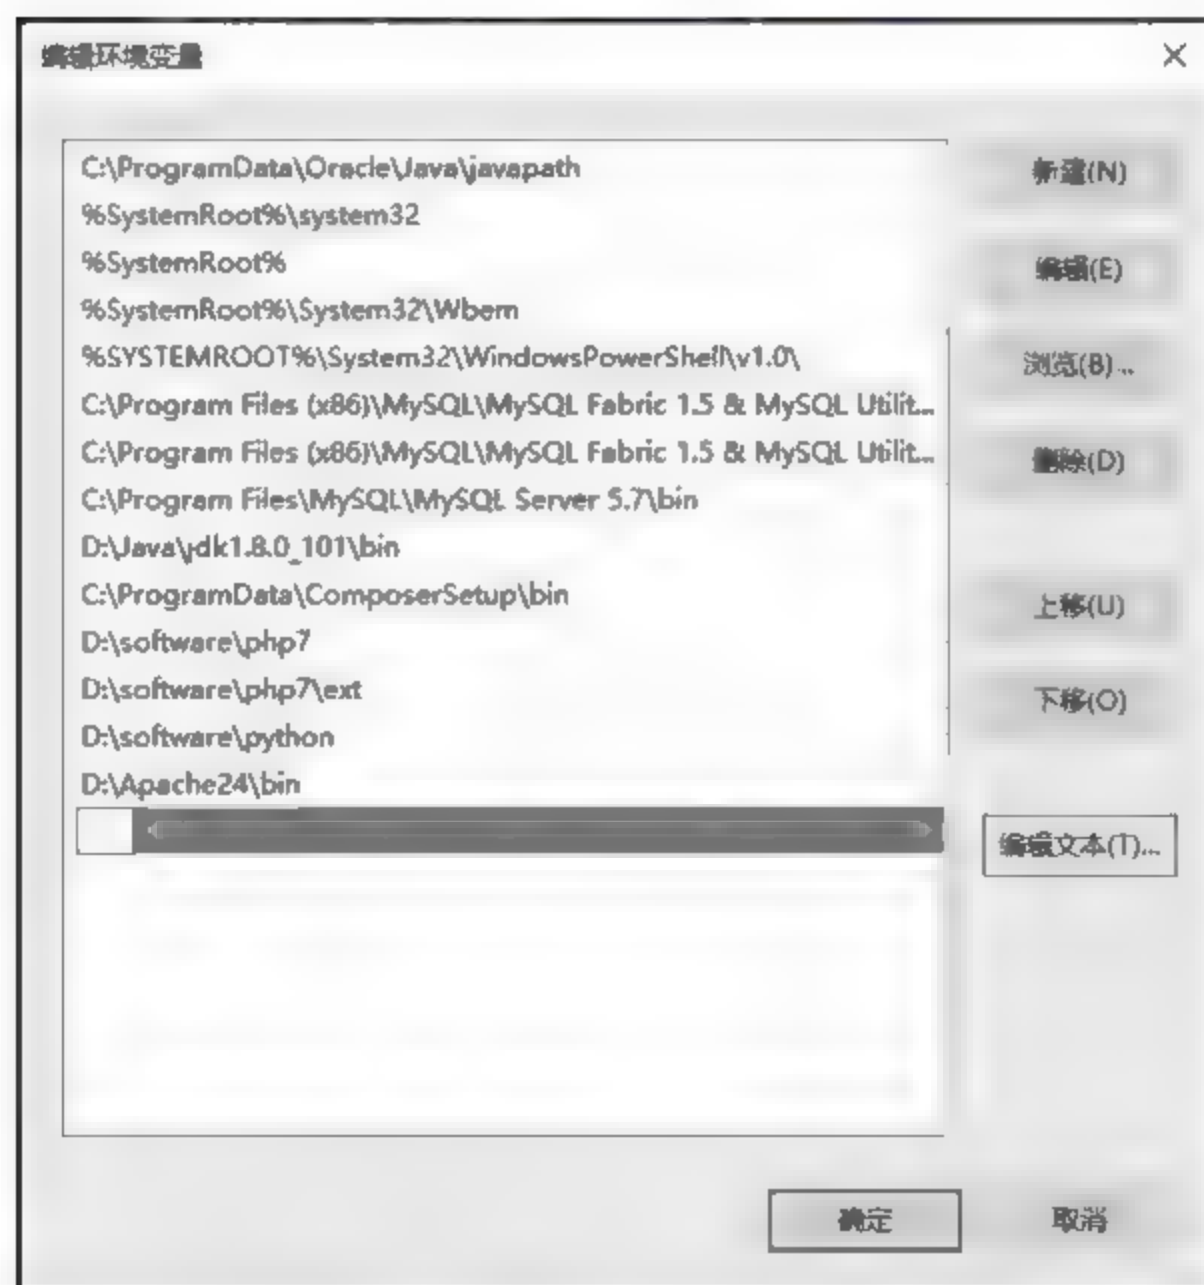 编辑环境变量
C:\ProgramData\Oracle\Java\javapath
%SystemRoot%\system32
%SystemRoot%
%SystemRoot%\System32\Wbem
%SYSTEMROOT%\System32\WindowsPowerShell\v1.0\
C:\Program Files (x86)\MySQL\MySQL Fabric 1.5 & MySQL Utilit...
C:\Program Files (x86)\MySQL\MySQL Fabric 1.5 & MySQL Utilit...
C:\Program Files\MySQL\MySQL Server 5.7\bin
D:\Java\jdk1.8.0_101\bin
C:\ProgramData\ComposerSetup\bin
D:\software\php7
D:\software\php7\ext
D:\software\python
D:\Apache24\bin
新建(N)
编辑(E)
浏览(B)...
删除(D)
上移(U)
下移(O)
编辑文本(T)...
确定
取消